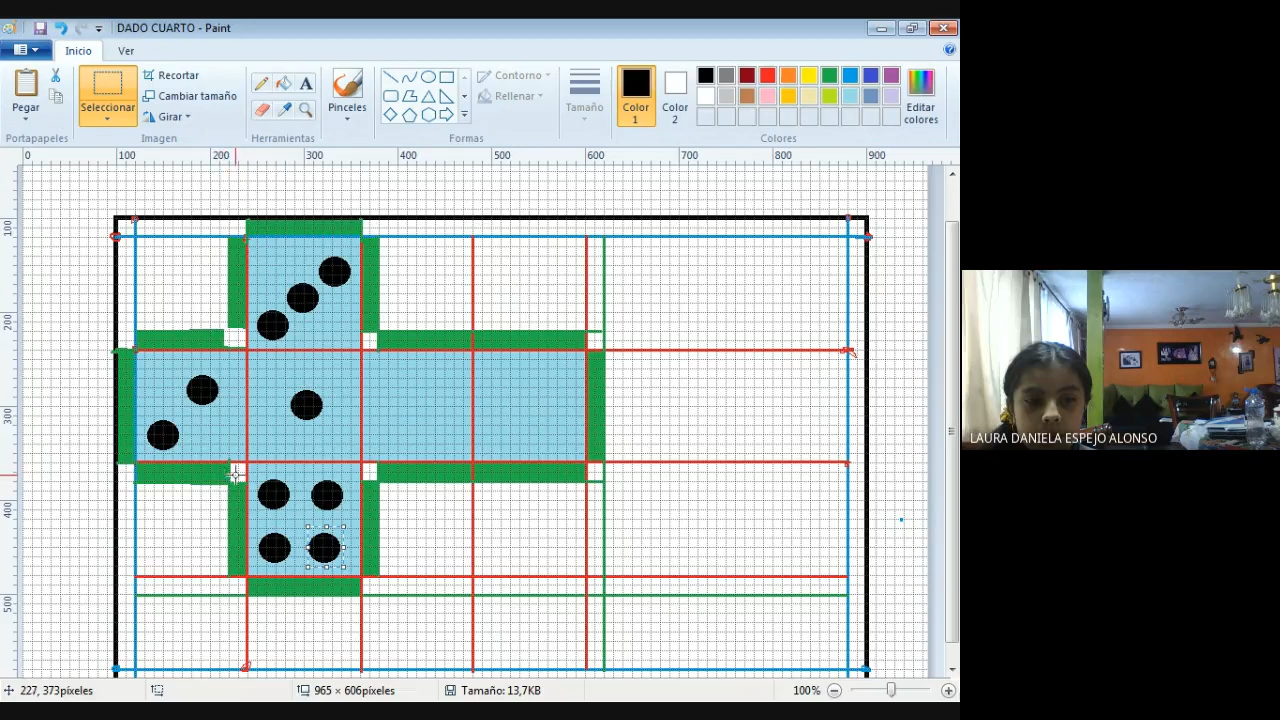 DADO CUARTO - Paint
Inicio Ver
Pegar
Seleccionar
Recortar
Cambiar tamaño
Girar
A
Pinceles
Contorno
Rellenar
Tamaño
Color 1
Color 2
Editar colores
Portapapeles Imagen Herramientas Formas Colores
0 100 200 300 400 500 600 700 800 900
100
200
300
400
500
LAURA DANIELA ESPEJO ALONSO
227, 373píxeles 965 × 606píxeles Tamaño: 13,7KB 100%